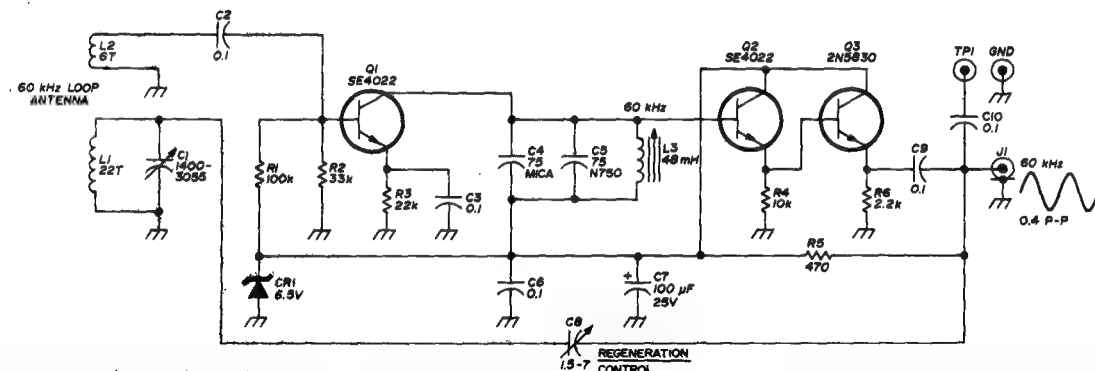 L2
6T
C2
0.1
60 kHz LOOP
ANTENNA
L1
22T
C1
1400-
3055
R1
100k
R2
33k
Q1
SE4022
R3
22k
C3
0.1
CR1
6.5V
C4
75
MICA
C5
75
N750
60 kHz
L3
48mH
C6
0.1
+
C7
100 µF
25V
Q2
SE4022
Q3
2N5830
R4
10k
R6
2.2k
C9
0.1
R5
470
TP1
GND
C10
0.1
J1
60 kHz
0.4 P-P
C8
1.5-7
REGENERATION
CONTROL